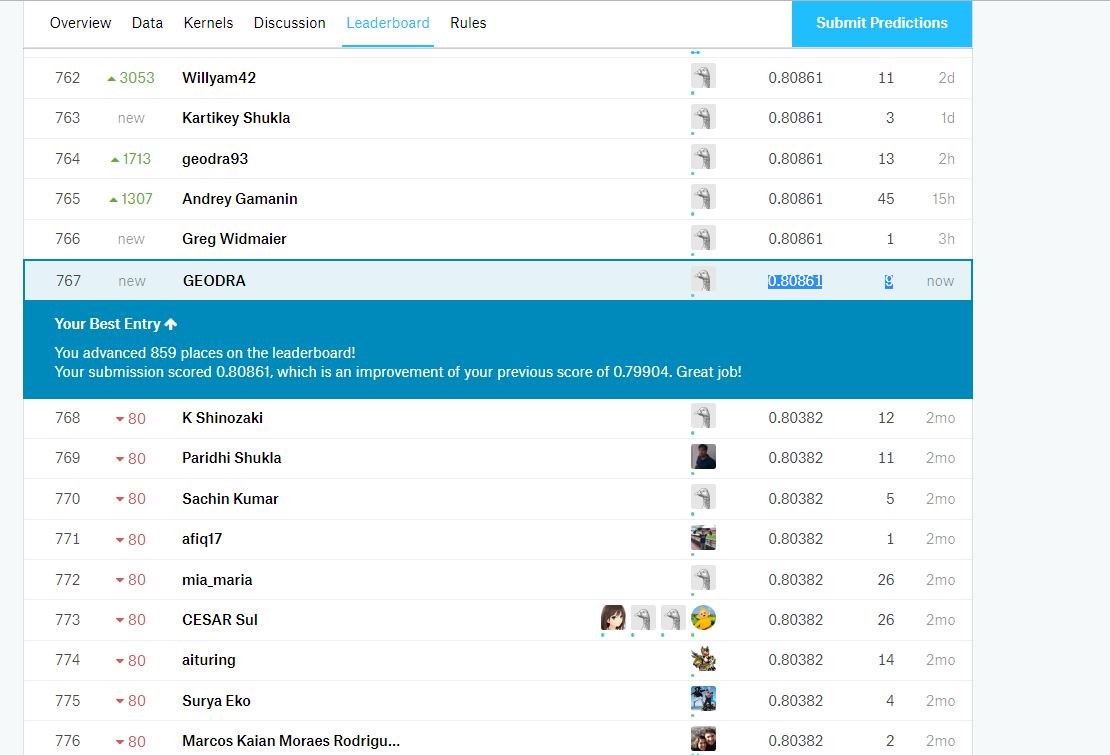 Overview Data Kernels Discussion Leaderboard Rules Submit Predictions
762 3053 Willyam42 0.80861 11 2d
763 new Kartikey Shukla 0.80861 3 1d
764 1713 geodra93 0.80861 13 2h
765 1307 Andrey Gamanin 0.80861 45 15h
766 new Greg Widmaier 0.80861 1 3h
767 new GEODRA 0.80861 9 now
Your Best Entry
You advanced 859 places on the leaderboard!
Your submission scored 0.80861, which is an improvement of your previous score of 0.79904. Great job!
768 80 K Shinozaki 0.80382 12 2mo
769 80 Paridhi Shukla 0.80382 11 2mo
770 80 Sachin Kumar 0.80382 5 2mo
771 80 afiq17 0.80382 1 2mo
772 80 mia_maria 0.80382 26 2mo
773 80 CESAR Sul 0.80382 26 2mo
774 80 aituring 0.80382 14 2mo
775 80 Surya Eko 0.80382 4 2mo
776 80 Marcos Kaian Moraes Rodrigu... 0.80382 2 2mo